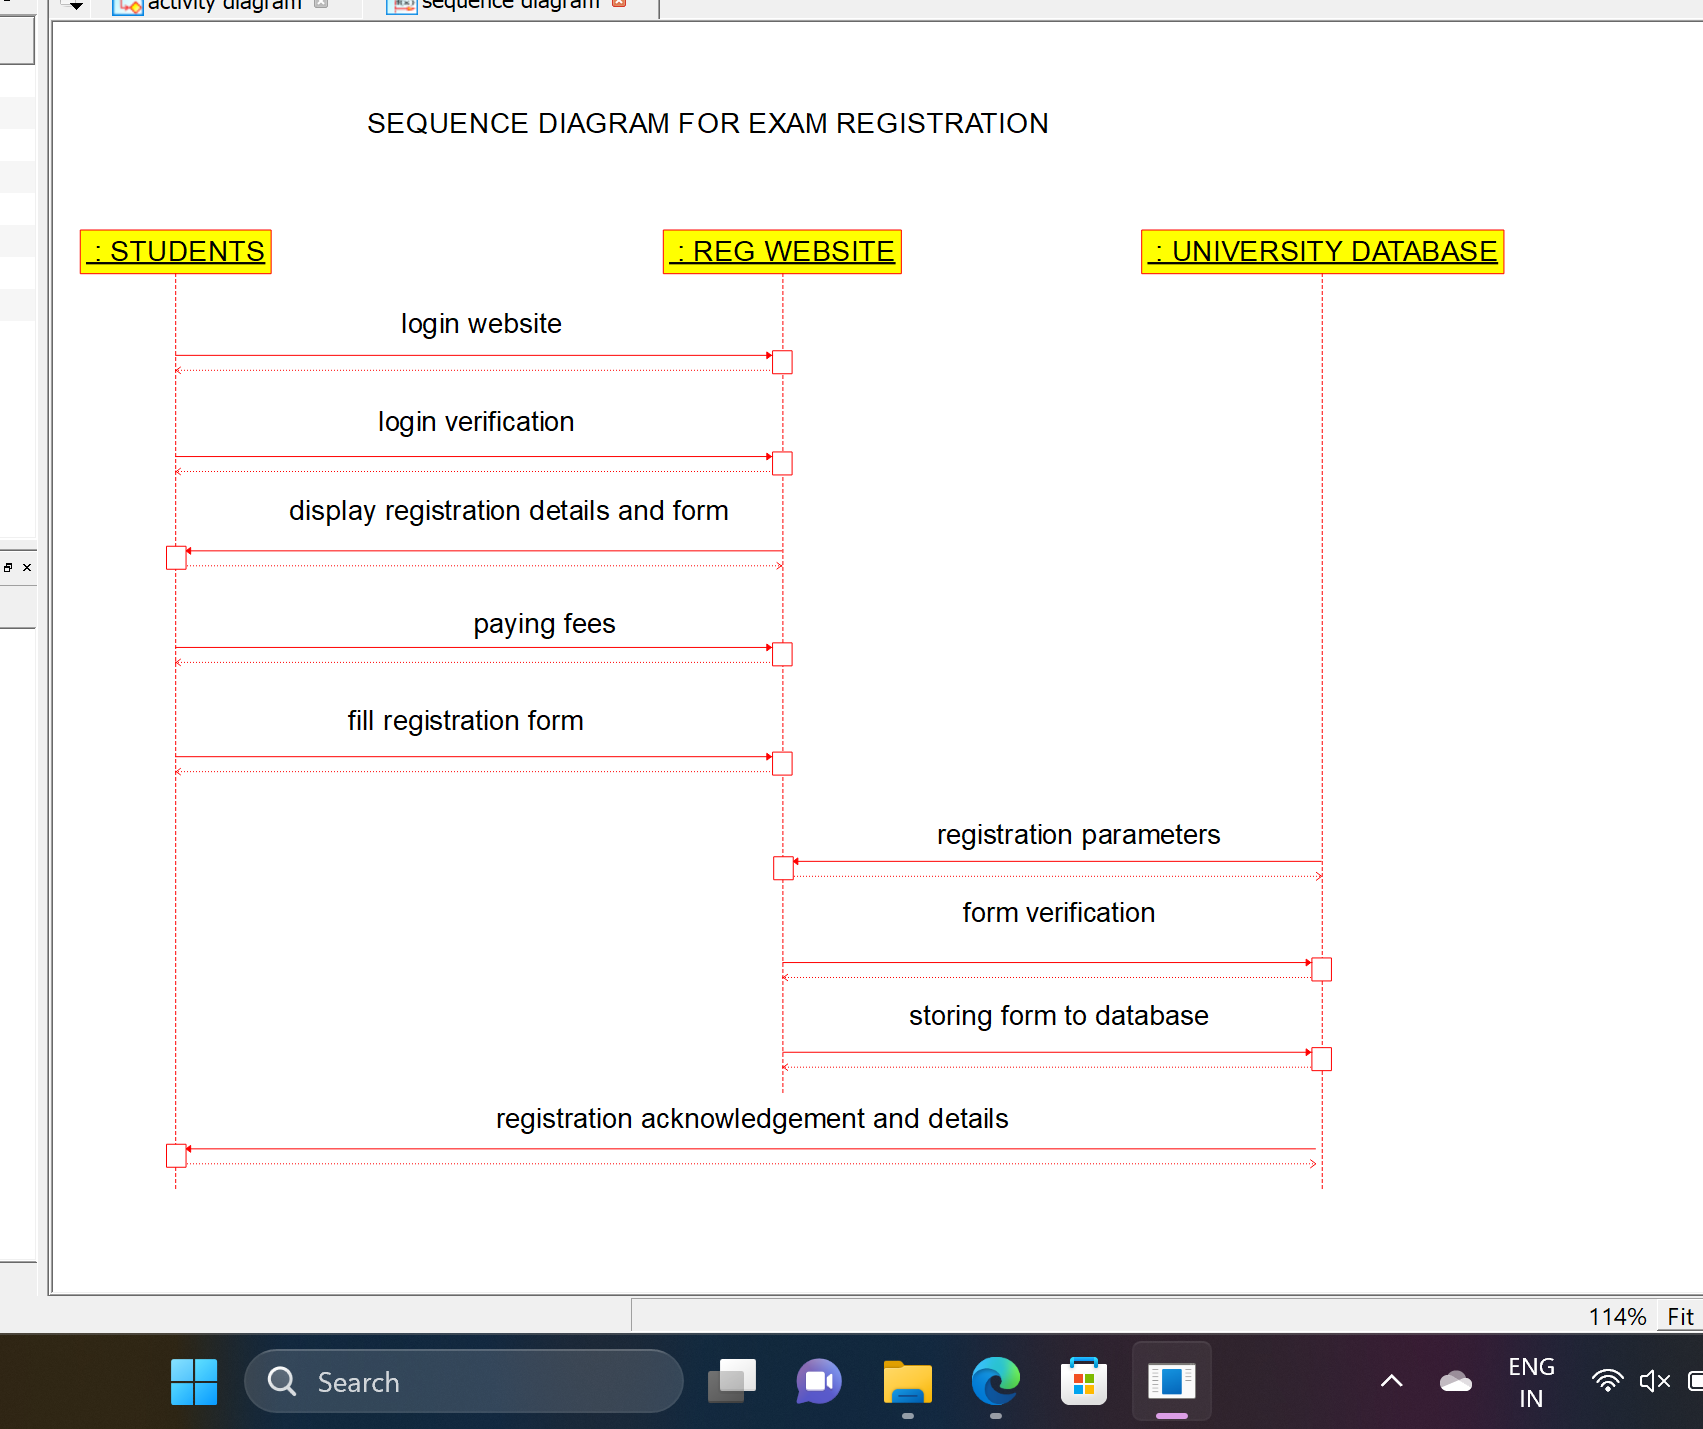 activity diagram
sequence diagram
SEQUENCE DIAGRAM FOR EXAM REGISTRATION
: STUDENTS
: REG WEBSITE
: UNIVERSITY DATABASE
login website
login verification
display registration details and form
paying fees
fill registration form
registration parameters
form verification
storing form to database
registration acknowledgement and details
114%
Fit
Search
ENG
IN